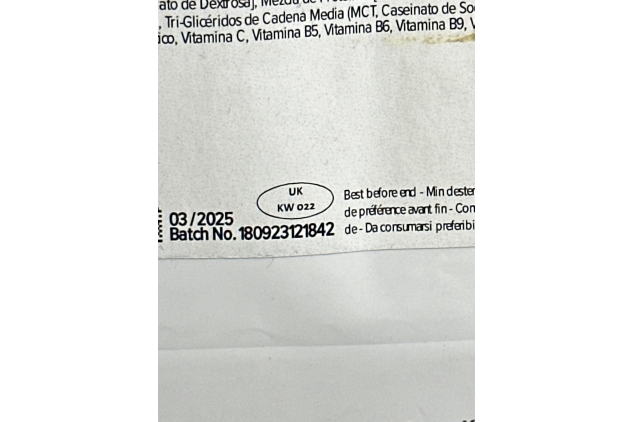 ato de Dextrosa), Mezcla de
, Tri-Glicéridos de Cadena Media (MCT, Caseinato de So
ico, Vitamina C, Vitamina B5, Vitamina B6, Vitamina B9, V
UK
KW 022
03/2025
Batch No. 180923121842
Best before end - Min dester
de préférence avant fin - Con
de - Da consumarsi preferibi